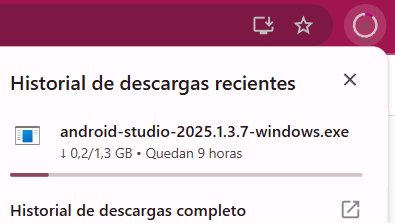 Historial de descargas recientes
android-studio-2025.1.3.7-windows.exe
↓ 0,2/1,3 GB • Quedan 9 horas
Historial de descargas completo